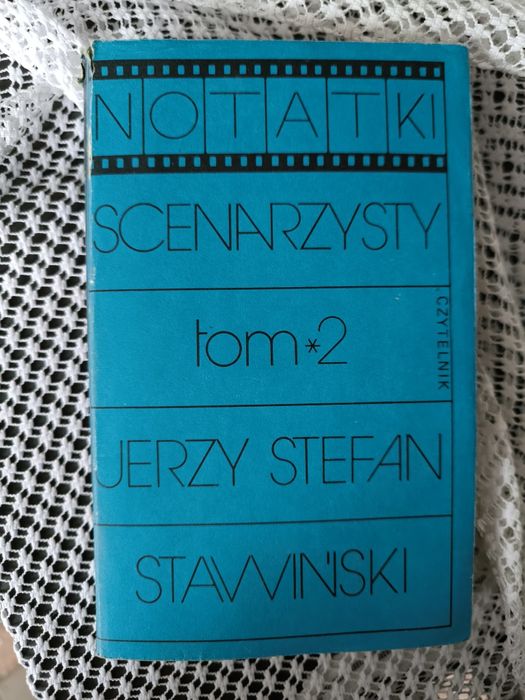 NOTATKI
SCENARZYSTY
tom * 2
CZYTELNIK
JERZY STEFAN
STAWIŃSKI